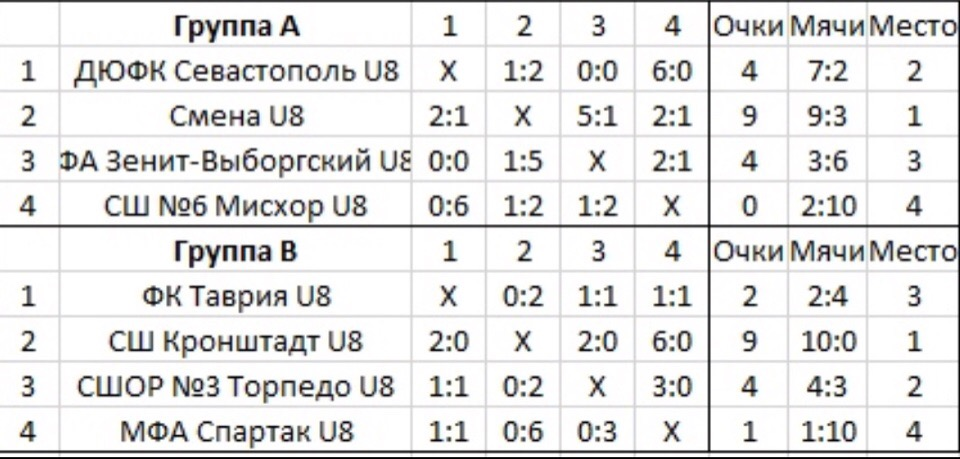 Группа А 1 2 3 4 Очки Мячи Место
1 ДЮФК Севастополь U8 X 1:2 0:0 6:0 4 7:2 2
2 Смена U8 2:1 X 5:1 2:1 9 9:3 1
3 ФА Зенит-Выборгский U8 0:0 1:5 X 2:1 4 3:6 3
4 СШ №6 Мисхор U8 0:6 1:2 1:2 X 0 2:10 4
Группа В 1 2 3 4 Очки Мячи Место
1 ФК Таврия U8 X 0:2 1:1 1:1 2 2:4 3
2 СШ Кронштадт U8 2:0 X 2:0 6:0 9 10:0 1
3 СШОР №3 Торпедо U8 1:1 0:2 X 3:0 4 4:3 2
4 МФА Спартак U8 1:1 0:6 0:3 X 1 1:10 4